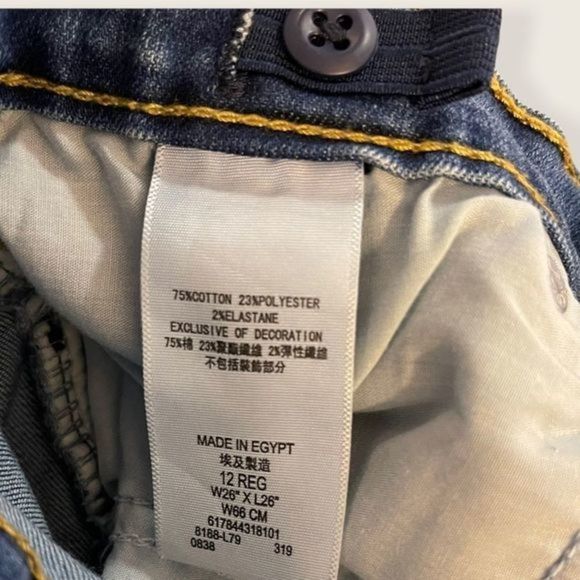 75%COTTON 23%POLYESTER
2%ELASTANE
EXCLUSIVE OF DECORATION
75%棉 23%聚酯纖維 2%彈性纖維
不包括裝飾部分
MADE IN EGYPT
埃及製造
12 REG
W26" X L26"
W66 CM
617844318101
8188-L79 319
0838